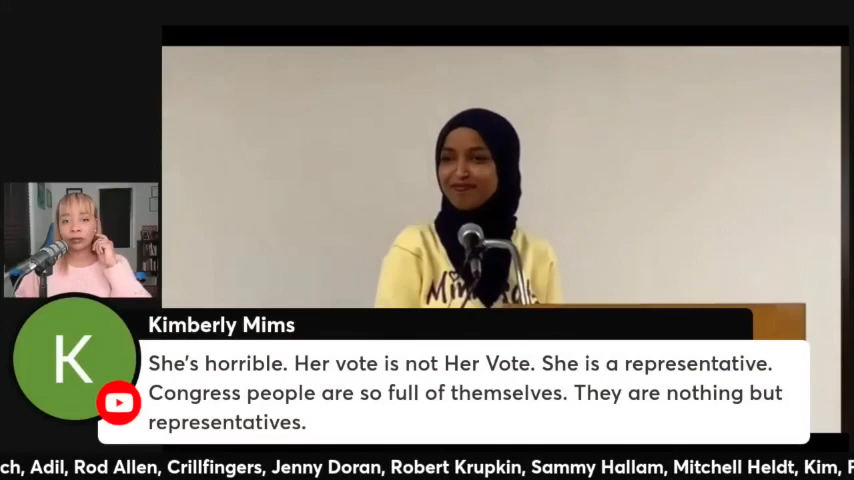 Kimberly Mims
She's horrible. Her vote is not Her Vote. She is a representative.
Congress people are so full of themselves. They are nothing but
representatives.
K
ch, Adil, Rod Allen, Crillfingers, Jenny Doran, Robert Krupkin, Sammy Hallam, Mitchell Heldt, Kim,